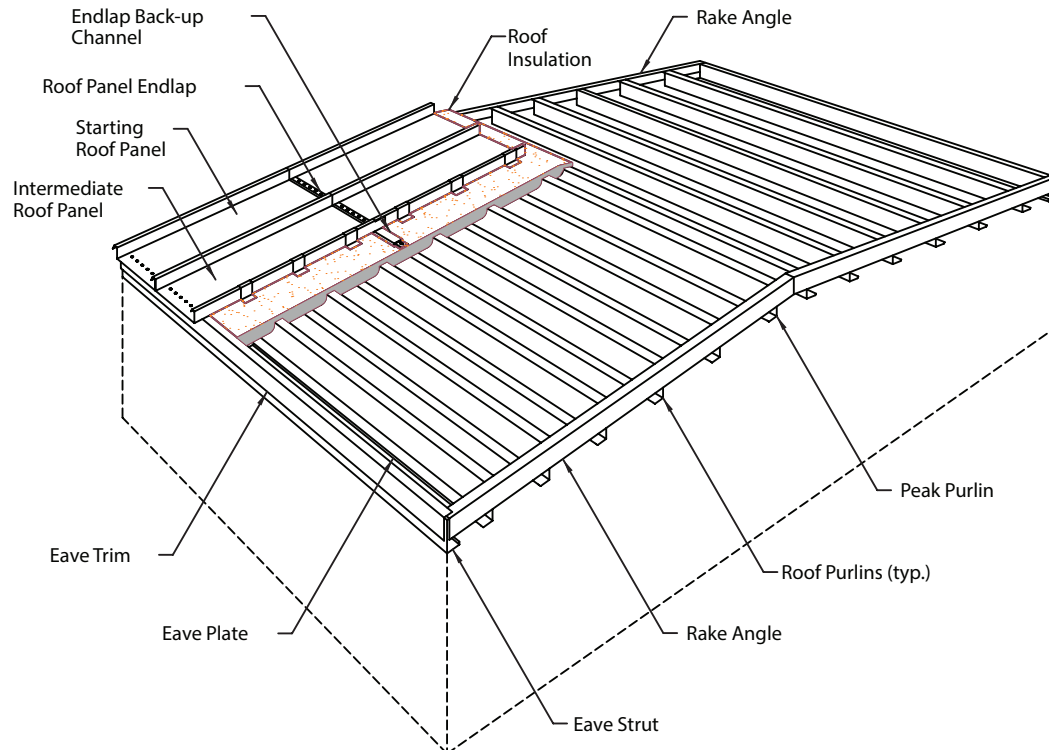 Endlap Back-up
Channel
Roof
Insulation
Rake Angle
Roof Panel Endlap
Starting
Roof Panel
Intermediate
Roof Panel
Peak Purlin
Eave Trim
Roof Purlins (typ.)
Eave Plate
Rake Angle
Eave Strut